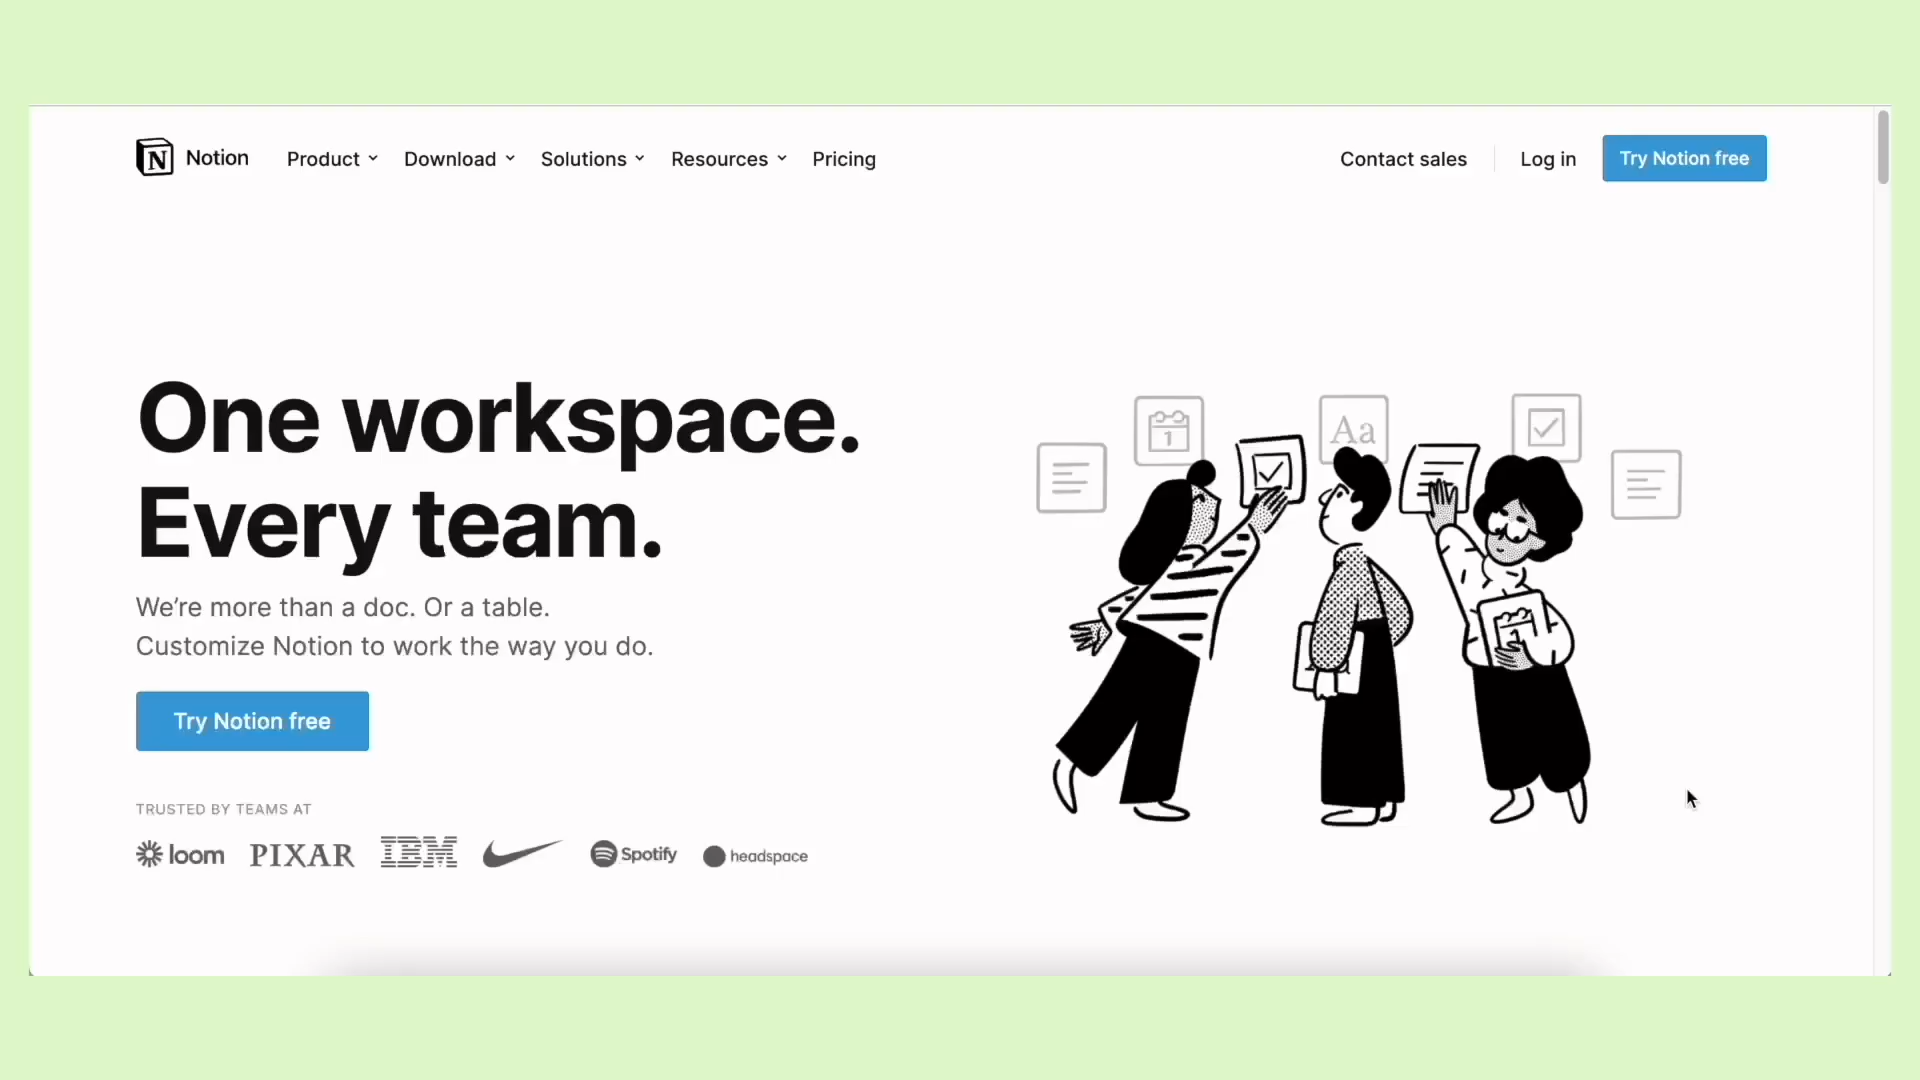 Notion
Product
Download
Solutions
Resources
Pricing
Contact sales
Log in
Try Notion free
One workspace.
Every team.
We’re more than a doc. Or a table.
Customize Notion to work the way you do.
Try Notion free
TRUSTED BY TEAMS AT
loom
PIXAR
IBM
Spotify
headspace
1
Aa
1